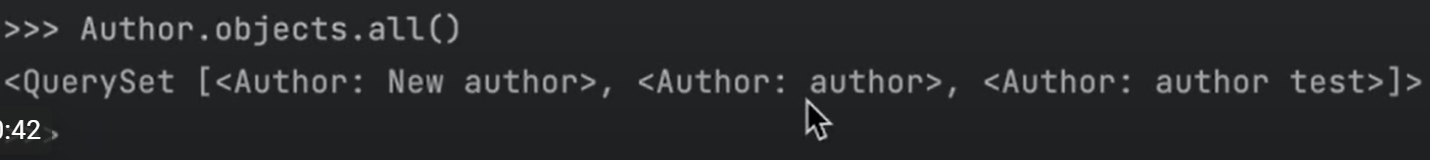 >>> Author.objects.all()
<QuerySet [<Author: New author>, <Author: author>, <Author: author test>]>
0:42 >